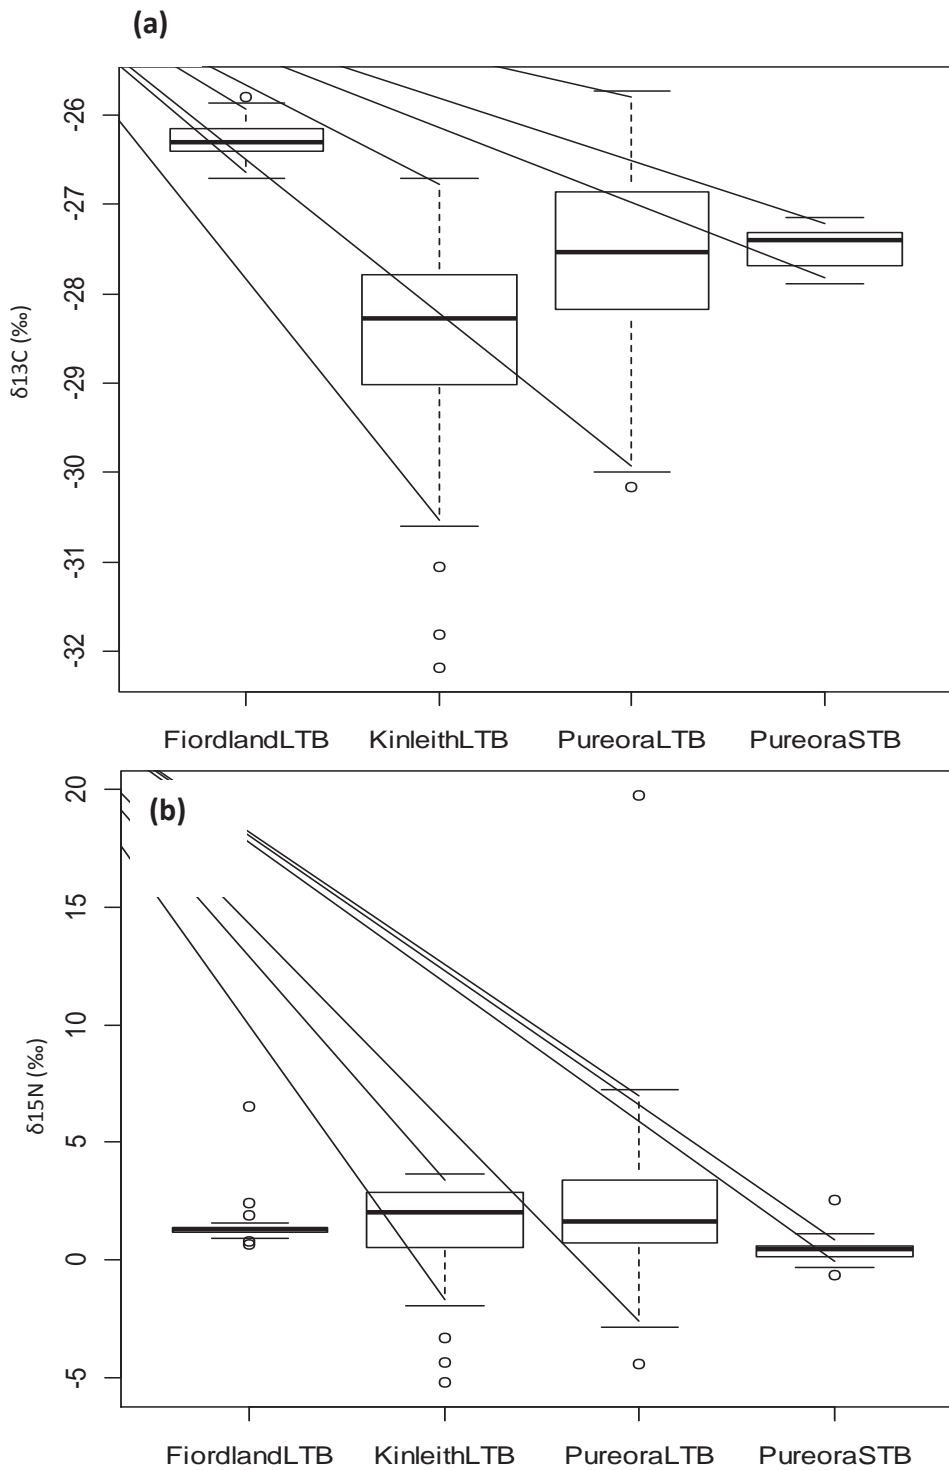 (a)
-26
-27
-28
-29
-30
-31
-32
δ13C (‰)
FiordlandLTB KinleithLTB PureoraLTB PureoraSTB
(b)
20
15
10
5
0
-5
δ15N (‰)
FiordlandLTB KinleithLTB PureoraLTB PureoraSTB